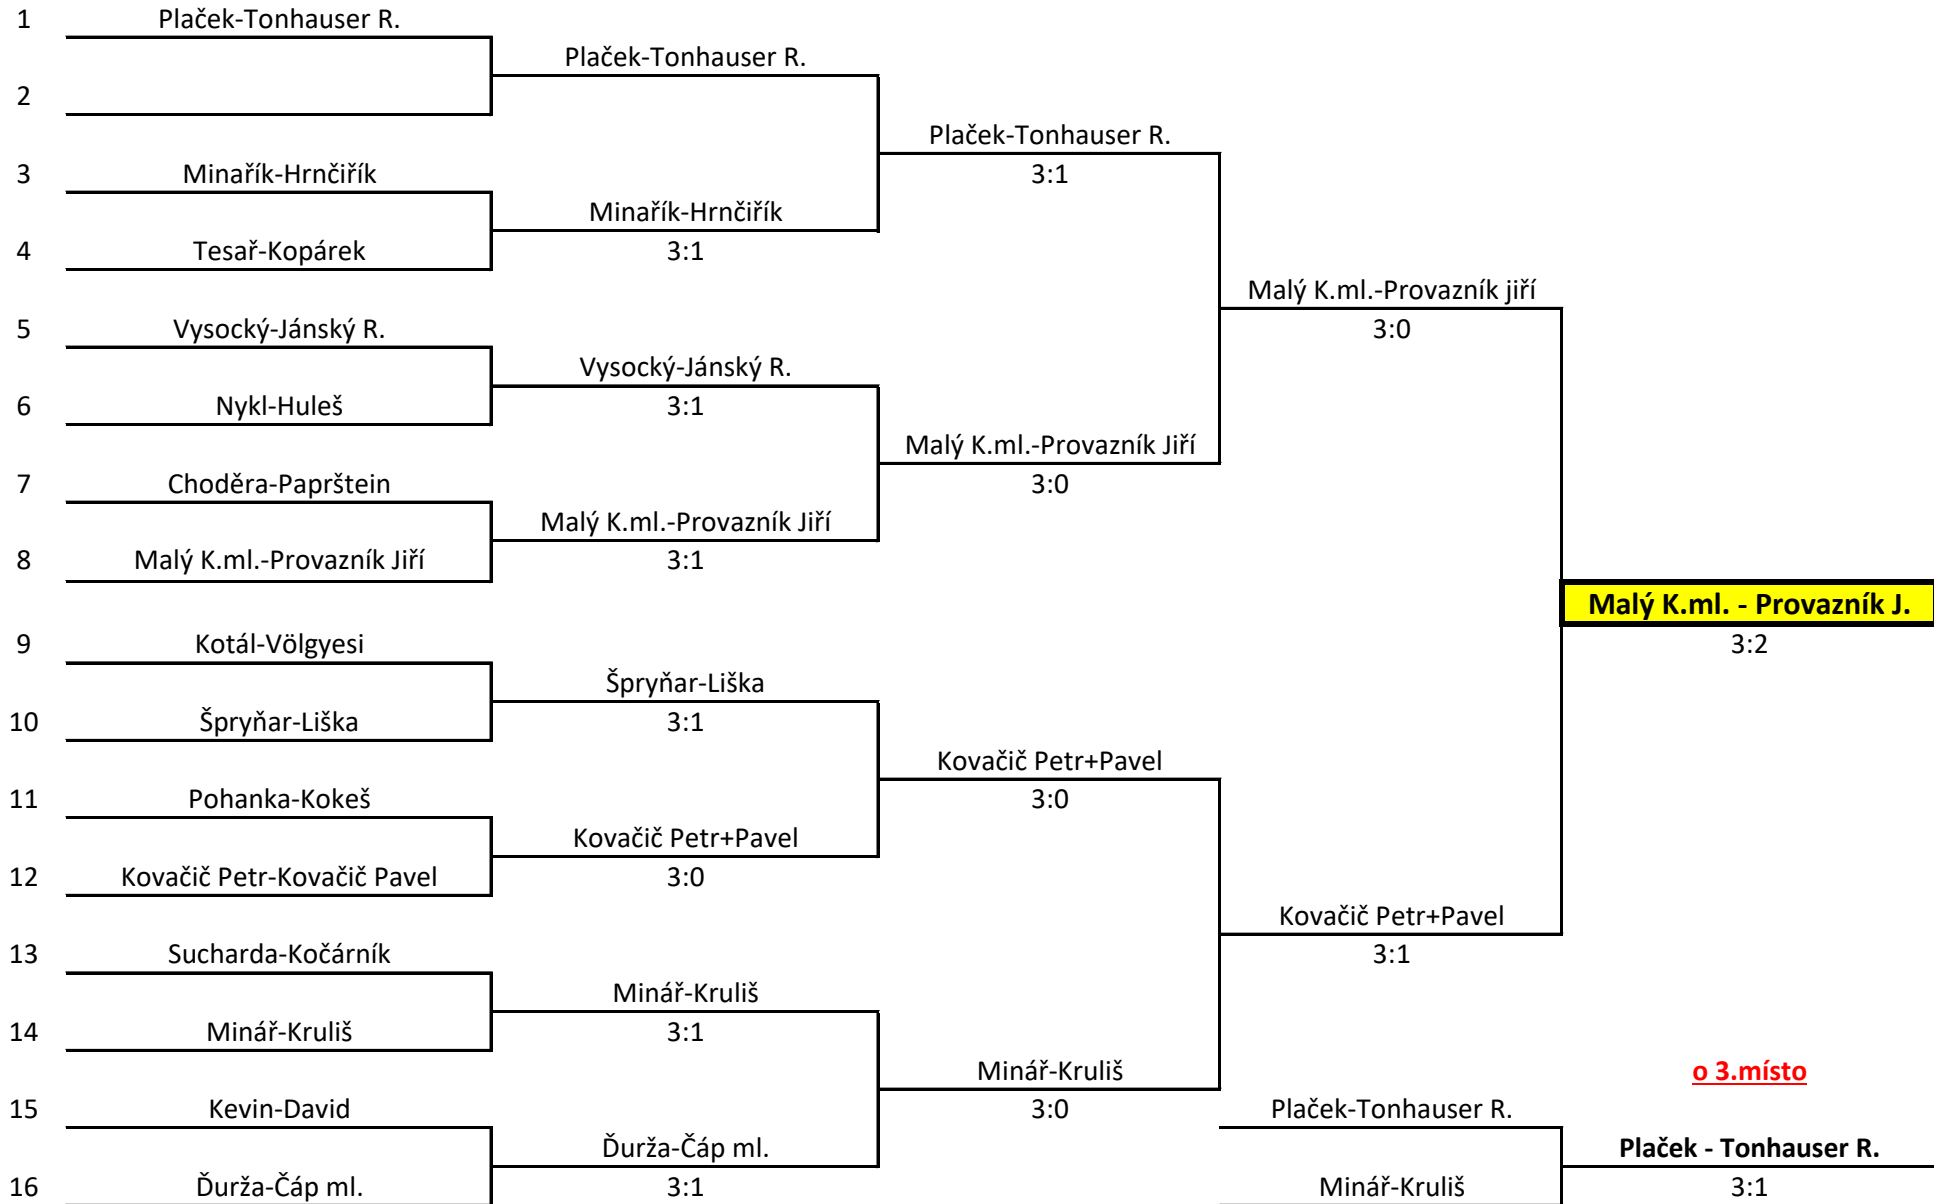 1 Plaček-Tonhauser R.
Plaček-Tonhauser R.
2
Plaček-Tonhauser R.
3 Minařík-Hrnčiřík 3:1
Minařík-Hrnčiřík
4 Tesař-Kopárek 3:1
Malý K.ml.-Provazník jiří
5 Vysocký-Jánský R. 3:0
Vysocký-Jánský R.
6 Nykl-Huleš 3:1
Malý K.ml.-Provazník Jiří
7 Choděra-Paprštein 3:0
Malý K.ml.-Provazník Jiří
8 Malý K.ml.-Provazník Jiří 3:1
Malý K.ml. - Provazník J.
9 Kotál-Völgyesi 3:2
Špryňar-Liška
10 Špryňar-Liška 3:1
Kovačič Petr+Pavel
11 Pohanka-Kokeš 3:0
Kovačič Petr+Pavel
12 Kovačič Petr-Kovačič Pavel 3:0
Kovačič Petr+Pavel
13 Sucharda-Kočárník 3:1
Minář-Kruliš
14 Minář-Kruliš 3:1
Minář-Kruliš o 3.místo
15 Kevin-David 3:0 Plaček-Tonhauser R.
Ďurža-Čáp ml. Plaček - Tonhauser R.
16 Ďurža-Čáp ml. 3:1 Minář-Kruliš 3:1